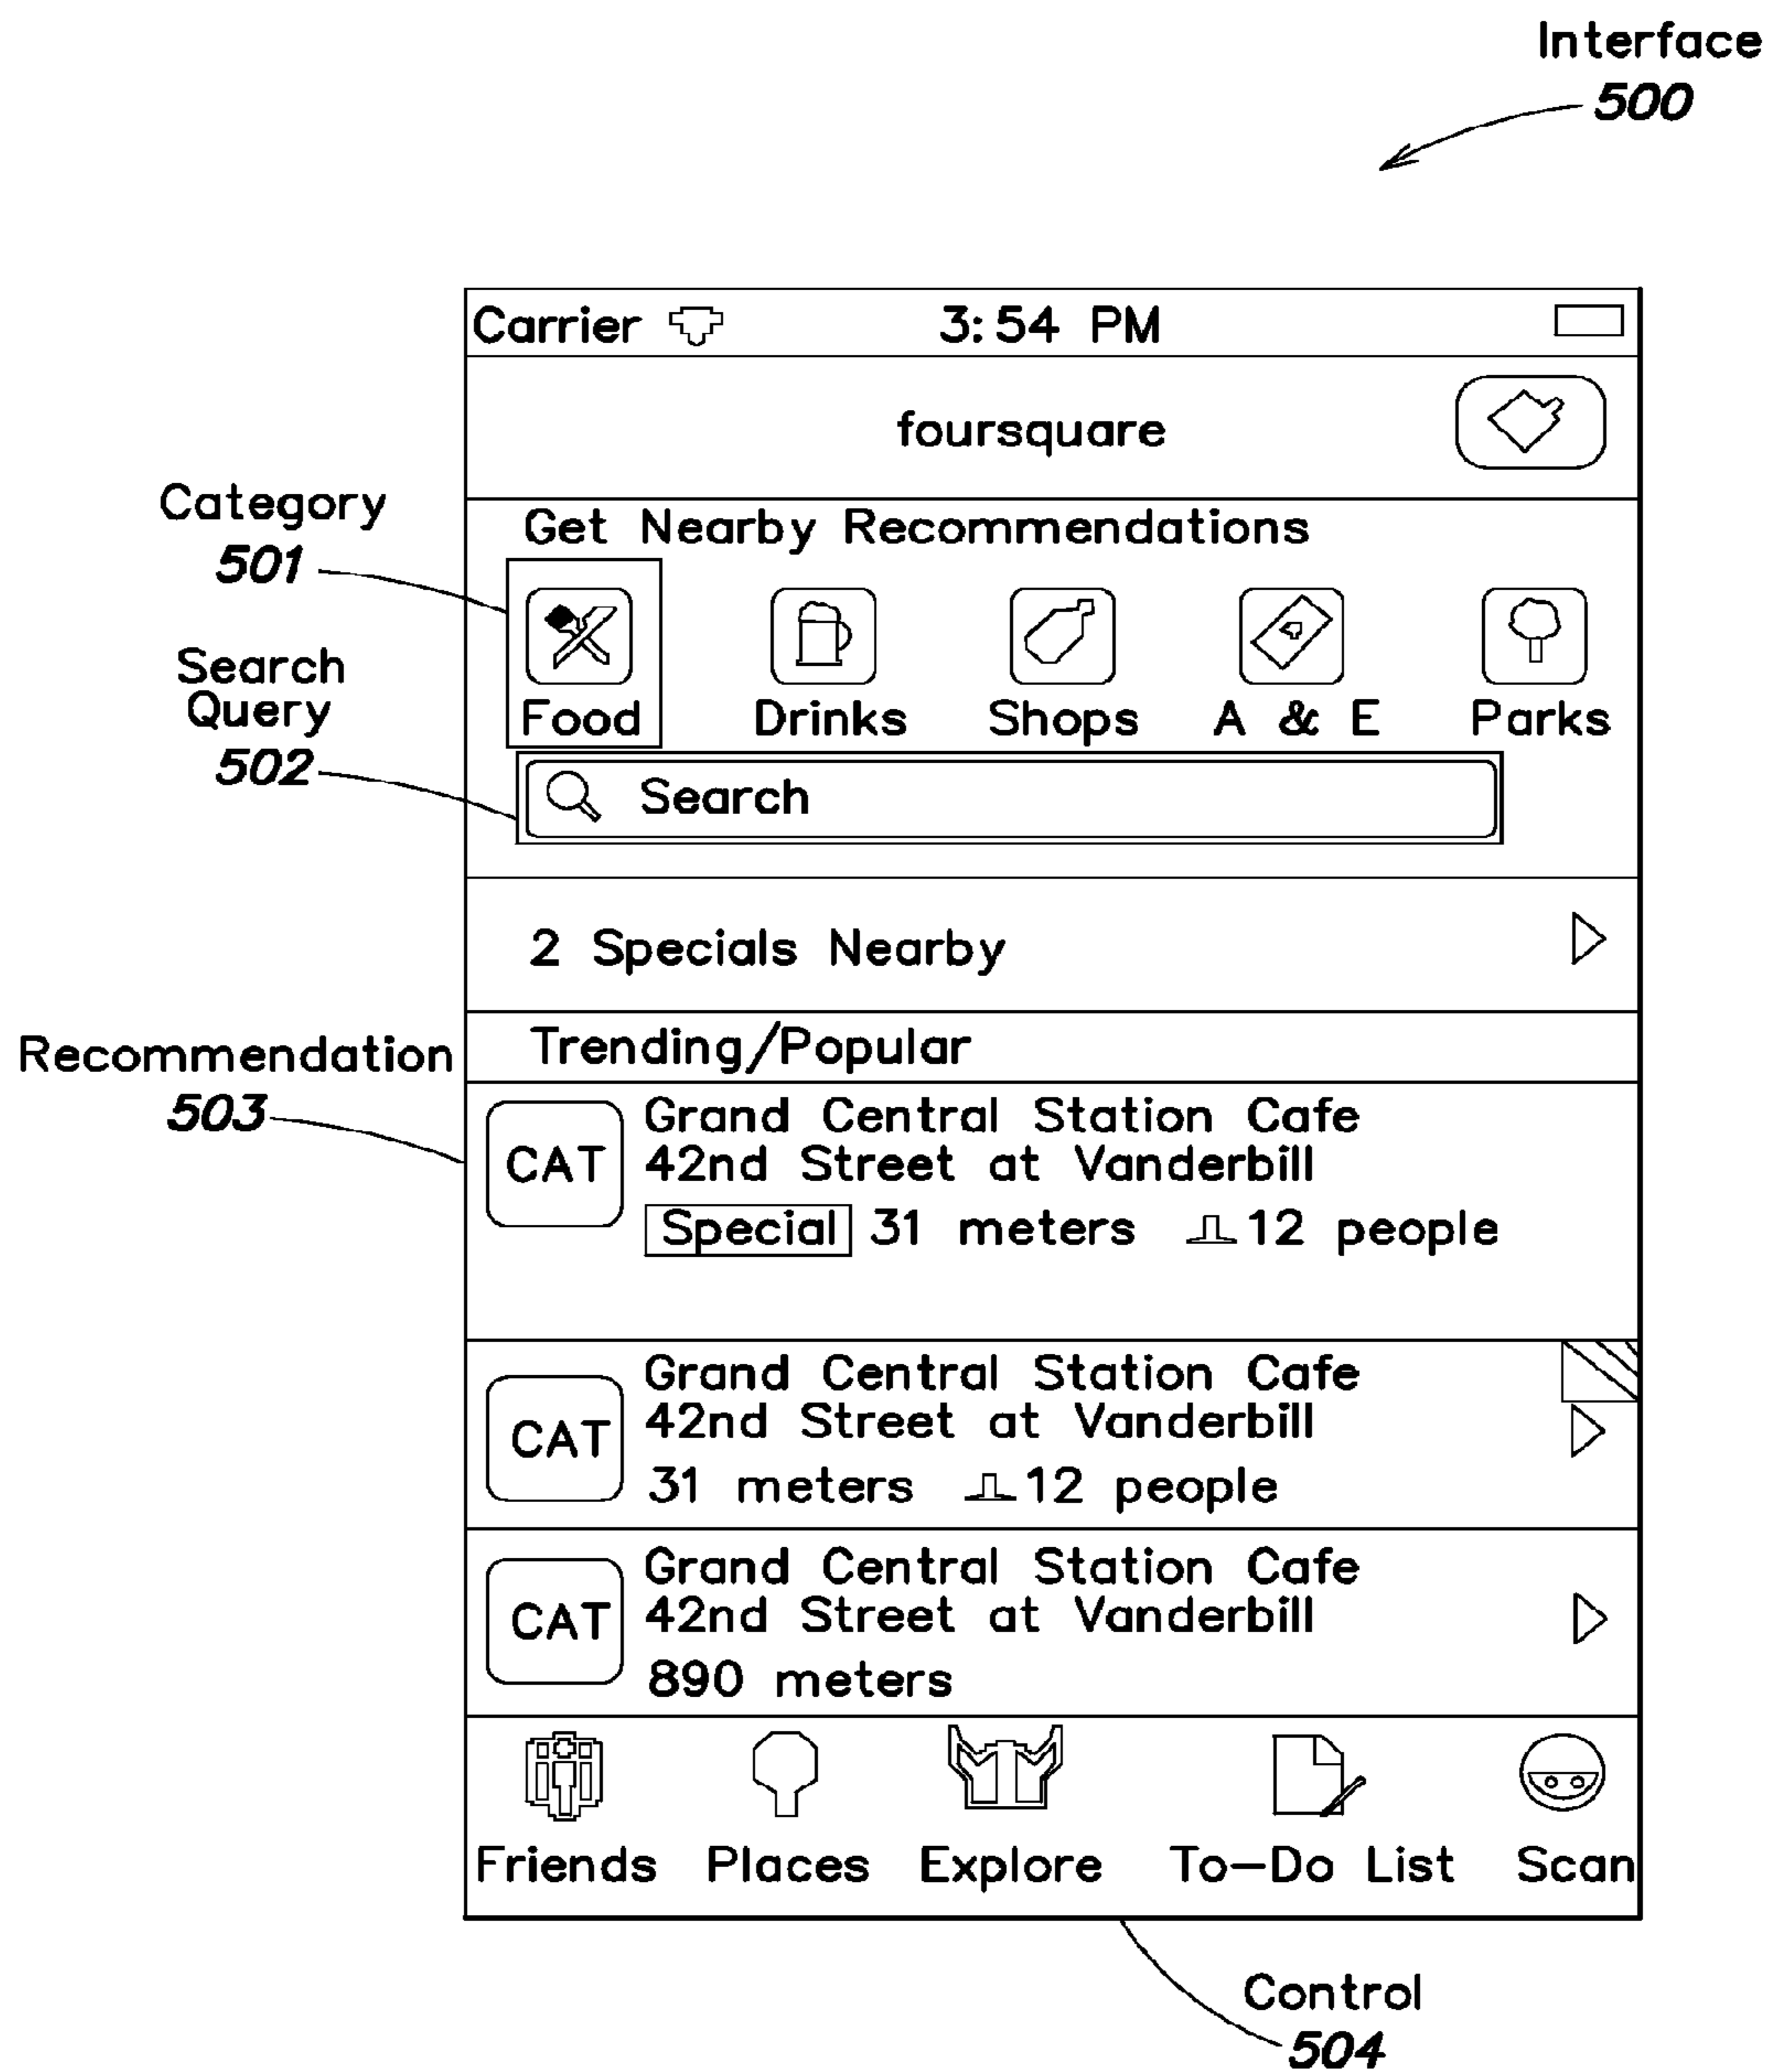 Interface
500
Carrier 3:54 PM
foursquare
Category
501
Get Nearby Recommendations
Food Drinks Shops A & E Parks
Search
Query
502
Search
2 Specials Nearby
Recommendation
503
Trending/Popular
CAT
Grand Central Station Cafe
42nd Street at Vanderbill
Special 31 meters 12 people
CAT
Grand Central Station Cafe
42nd Street at Vanderbill
31 meters 12 people
CAT
Grand Central Station Cafe
42nd Street at Vanderbill
890 meters
Friends Places Explore To-Do List Scan
Control
504